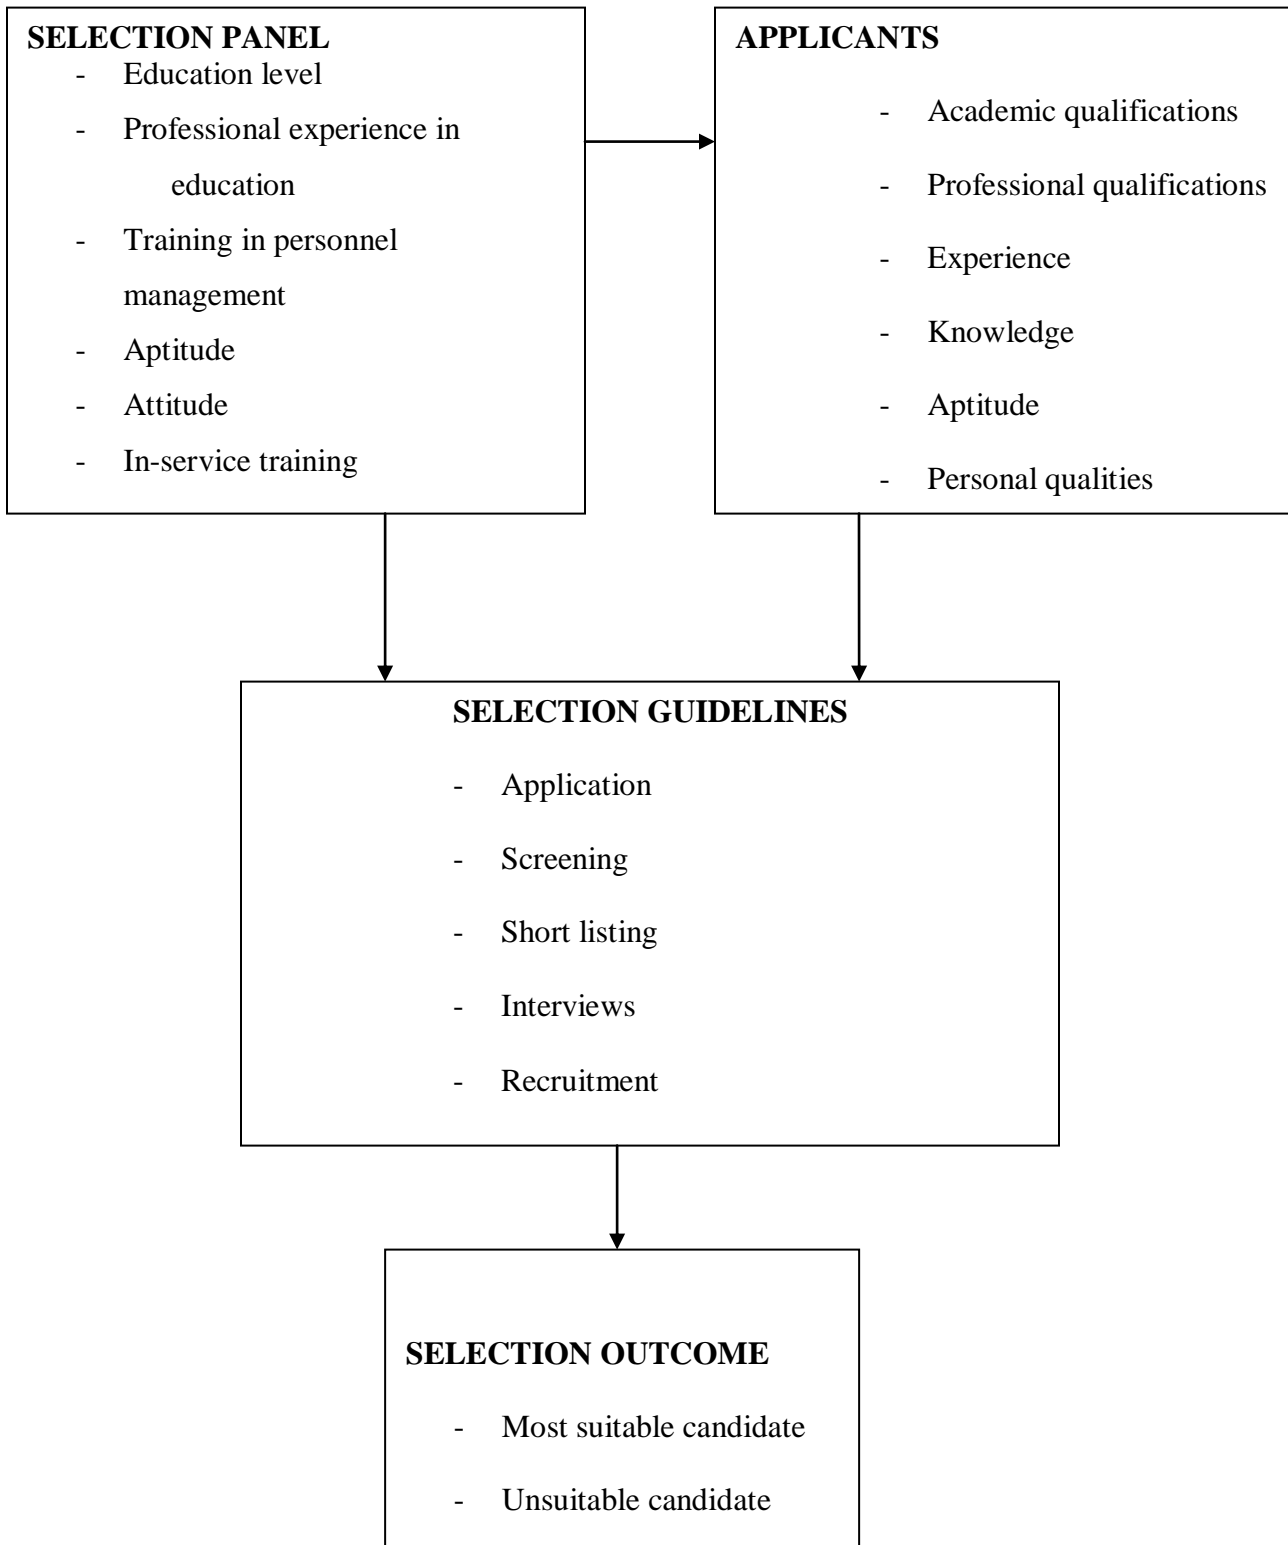 SELECTION PANEL
- Education level
- Professional experience in
education
- Training in personnel
management
- Aptitude
- Attitude
- In-service training
APPLICANTS
- Academic qualifications
- Professional qualifications
- Experience
- Knowledge
- Aptitude
- Personal qualities
SELECTION GUIDELINES
- Application
- Screening
- Short listing
- Interviews
- Recruitment
SELECTION OUTCOME
- Most suitable candidate
- Unsuitable candidate